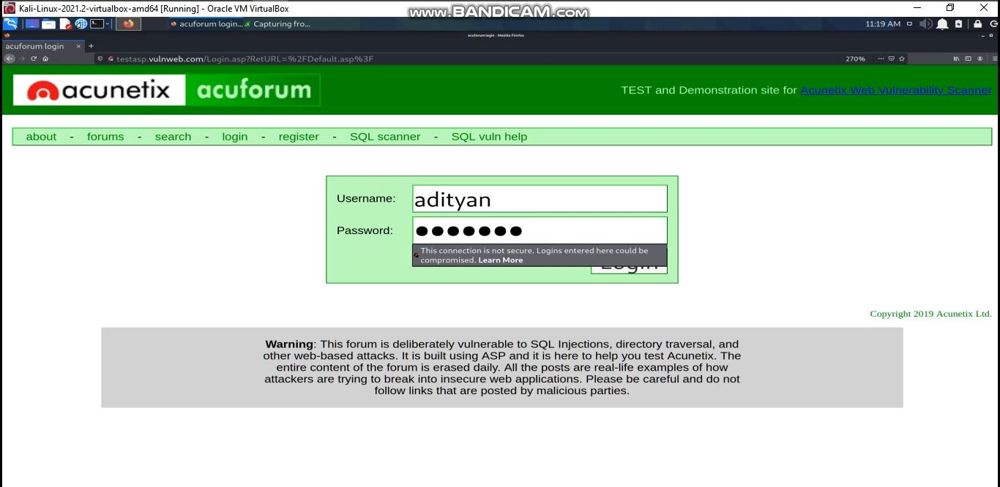 Kali-Linux-2021.2-virtualbox-amd64 [Running] - Oracle VM VirtualBox
www.BANDICAM.com
acuforum login... Capturing fro... 11:19 AM
acuforum login - Mozilla Firefox
acuforum login
testasp.vulnweb.com/Login.asp?RetURL=%2FDefault.asp%3F 270%
acunetix acuforum TEST and Demonstration site for Acunetix Web Vulnerability Scanner
about - forums - search - login - register - SQL scanner - SQL vuln help
Username: adityan
Password: ●●●●●●●
This connection is not secure. Logins entered here could be
compromised. Learn More
Login
Copyright 2019 Acunetix Ltd.
Warning: This forum is deliberately vulnerable to SQL Injections, directory traversal, and
other web-based attacks. It is built using ASP and it is here to help you test Acunetix. The
entire content of the forum is erased daily. All the posts are real-life examples of how
attackers are trying to break into insecure web applications. Please be careful and do not
follow links that are posted by malicious parties.